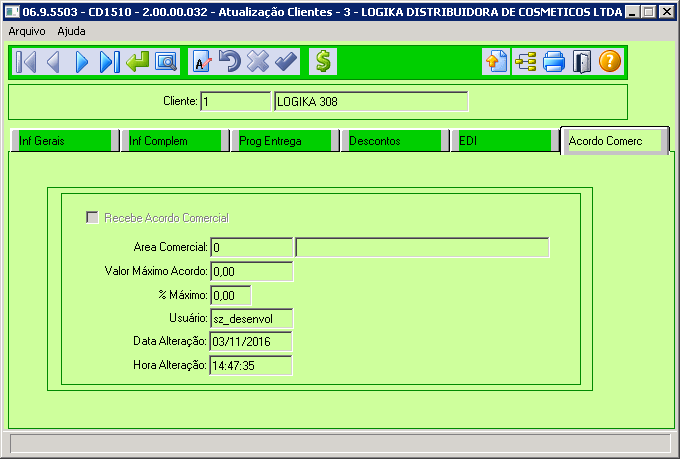 06.9.5503 - CD1510 - 2.00.00.032 - Atualização Clientes - 3 - LOGIKA DISTRIBUIDORA DE COSMETICOS LTDA
Arquivo Ajuda
Cliente: 1 LOGIKA 308
Inf Gerais Inf Complem Prog Entrega Descontos EDI Acordo Comerc
Recebe Acordo Comercial
Area Comercial: 0
Valor Máximo Acordo: 0,00
% Máximo: 0,00
Usuário: sz_desenvol
Data Alteração: 03/11/2016
Hora Alteração: 14:47:35